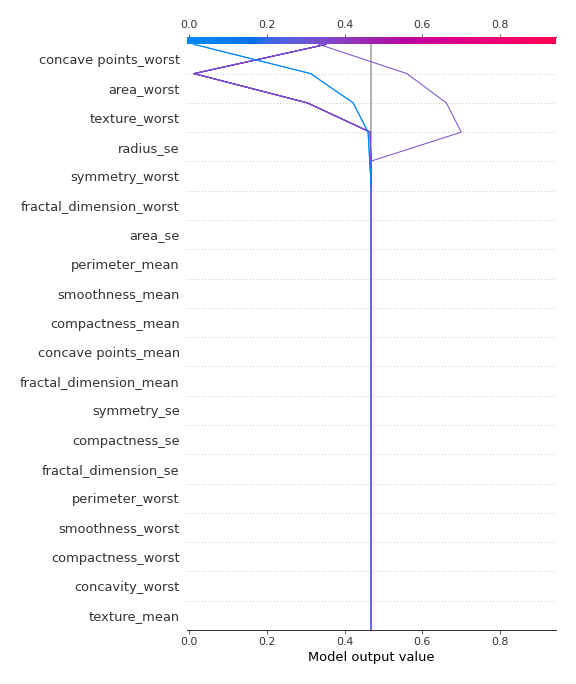 0.0 0.2 0.4 0.6 0.8
concave points_worst
area_worst
texture_worst
radius_se
symmetry_worst
fractal_dimension_worst
area_se
perimeter_mean
smoothness_mean
compactness_mean
concave points_mean
fractal_dimension_mean
symmetry_se
compactness_se
fractal_dimension_se
perimeter_worst
smoothness_worst
compactness_worst
concavity_worst
texture_mean
0.0 0.2 0.4 0.6 0.8
Model output value